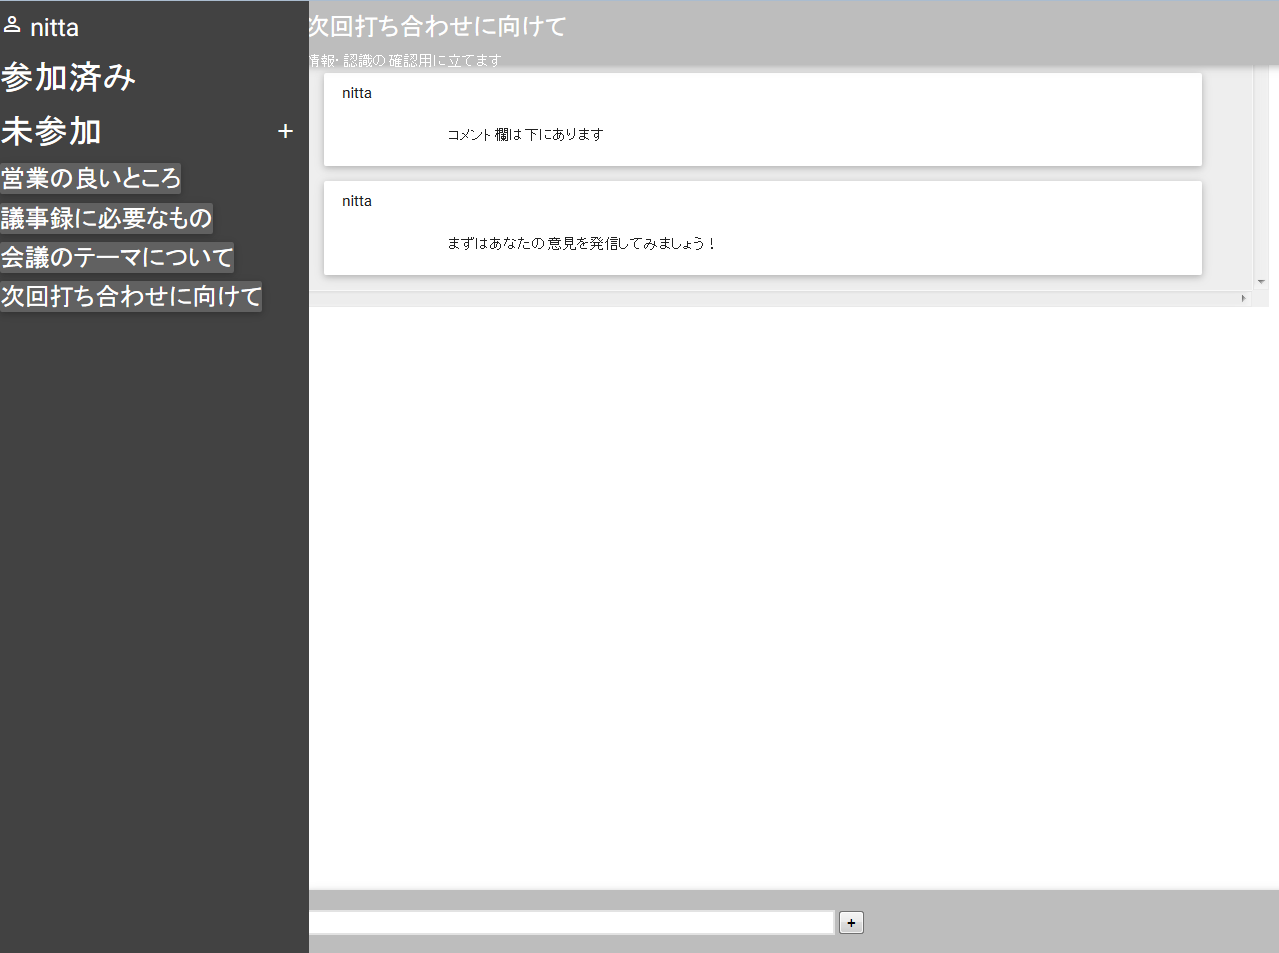 nitta
参加済み
未参加 +
営業の良いところ
議事録に必要なもの
会議のテーマについて
次回打ち合わせに向けて
次回打ち合わせに向けて
情報・認識の確認用に立てます
nitta
コメント欄は下にあります
nitta
まずはあなたの意見を発信してみましょう！
+